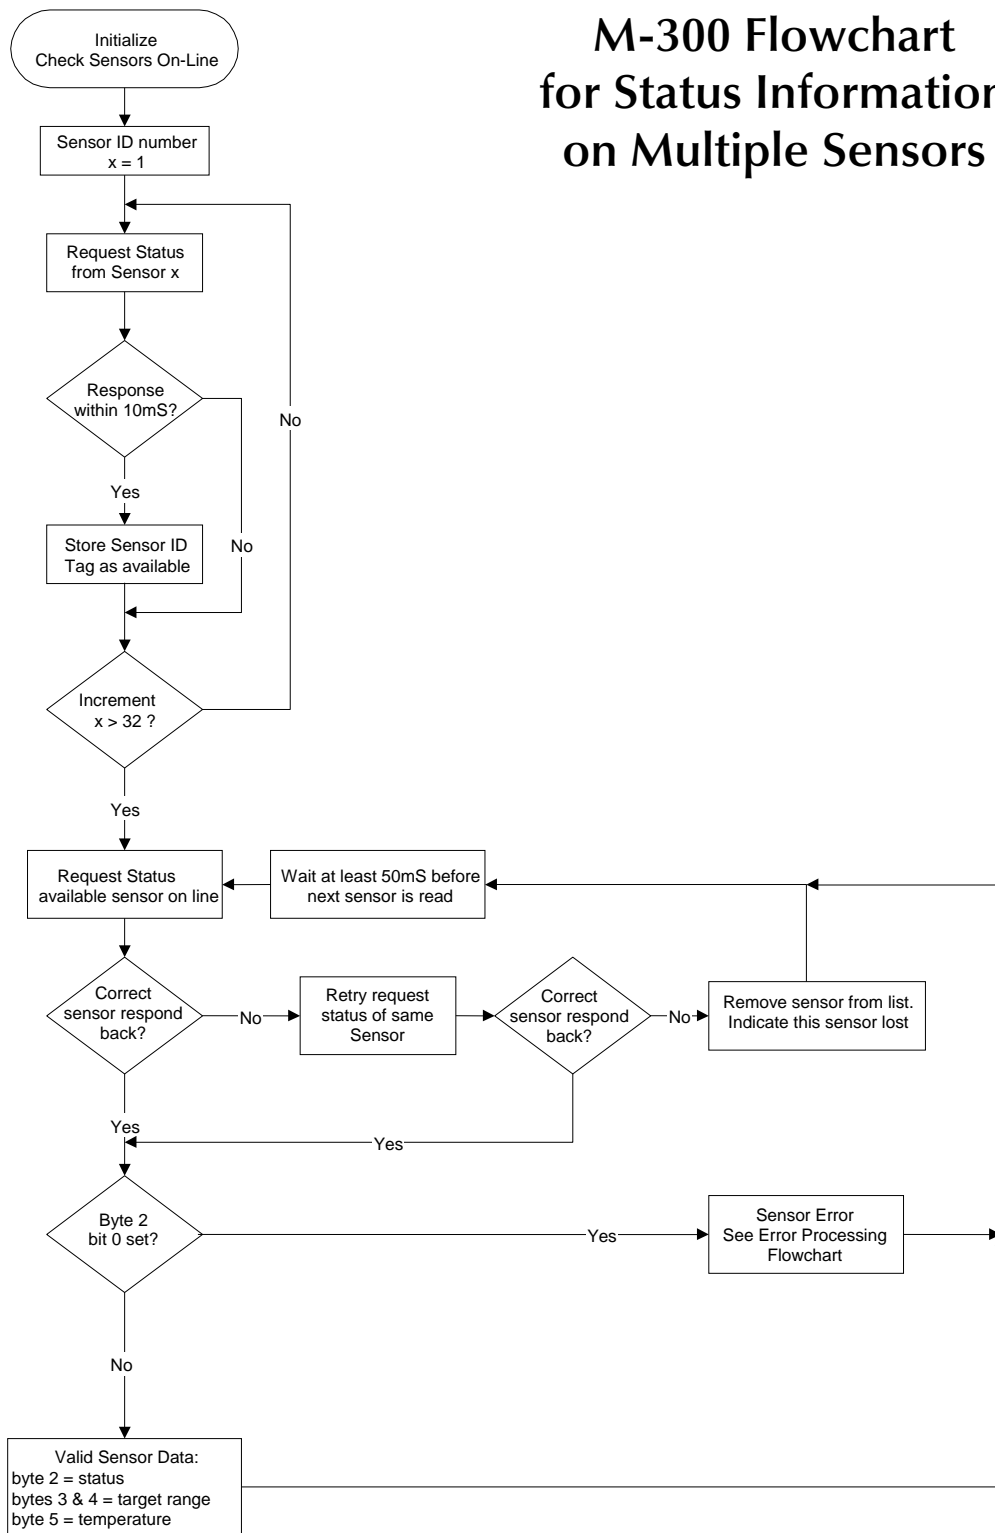 M-300 Flowchart
for Status Information
on Multiple Sensors
Initialize
Check Sensors On-Line
Sensor ID number
x = 1
Request Status
from Sensor x
Response
within 10mS?
No
Yes
Store Sensor ID
Tag as available
No
Increment
x > 32 ?
Yes
Request Status
available sensor on line
Wait at least 50mS before
next sensor is read
Correct
sensor respond
back?
No
Retry request
status of same
Sensor
Correct
sensor respond
back?
No
Remove sensor from list.
Indicate this sensor lost
Yes
Yes
Byte 2
bit 0 set?
Yes
Sensor Error
See Error Processing
Flowchart
No
Valid Sensor Data:
byte 2 = status
bytes 3 & 4 = target range
byte 5 = temperature